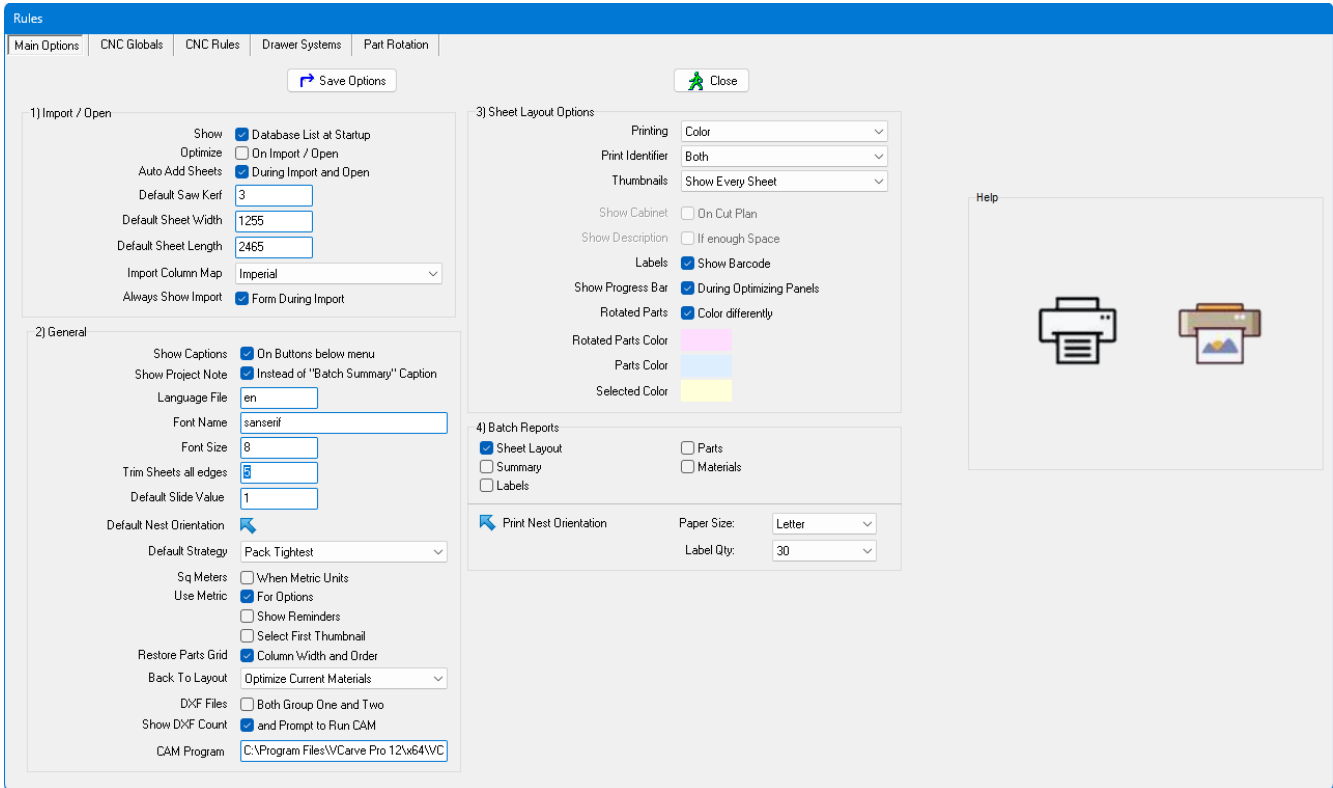 Rules
Main Options CNC Globals CNC Rules Drawer Systems Part Rotation
Save Options Close
1) Import / Open
Show Database List at Startup
Optimize On Import / Open
Auto Add Sheets During Import and Open
Default Saw Kerf 3
Default Sheet Width 1255
Default Sheet Length 2465
Import Column Map Imperial
Always Show Import Form During Import
2) General
Show Captions On Buttons below menu
Show Project Note Instead of "Batch Summary" Caption
Language File en
Font Name sanserif
Font Size 8
Trim Sheets all edges 5
Default Slide Value 1
Default Nest Orientation
Default Strategy Pack Tightest
Sq Meters When Metric Units
Use Metric For Options
Show Reminders
Select First Thumbnail
Restore Parts Grid Column Width and Order
Back To Layout Optimize Current Materials
DXF Files Both Group One and Two
Show DXF Count and Prompt to Run CAM
CAM Program C:\Program Files\VCarve Pro 12\x64\VC
3) Sheet Layout Options
Printing Color
Print Identifier Both
Thumbnails Show Every Sheet
Show Cabinet On Cut Plan
Show Description If enough Space
Labels Show Barcode
Show Progress Bar During Optimizing Panels
Rotated Parts Color differently
Rotated Parts Color
Parts Color
Selected Color
4) Batch Reports
Sheet Layout Parts
Summary Materials
Labels
Print Nest Orientation Paper Size: Letter
Label Qty: 30
Help